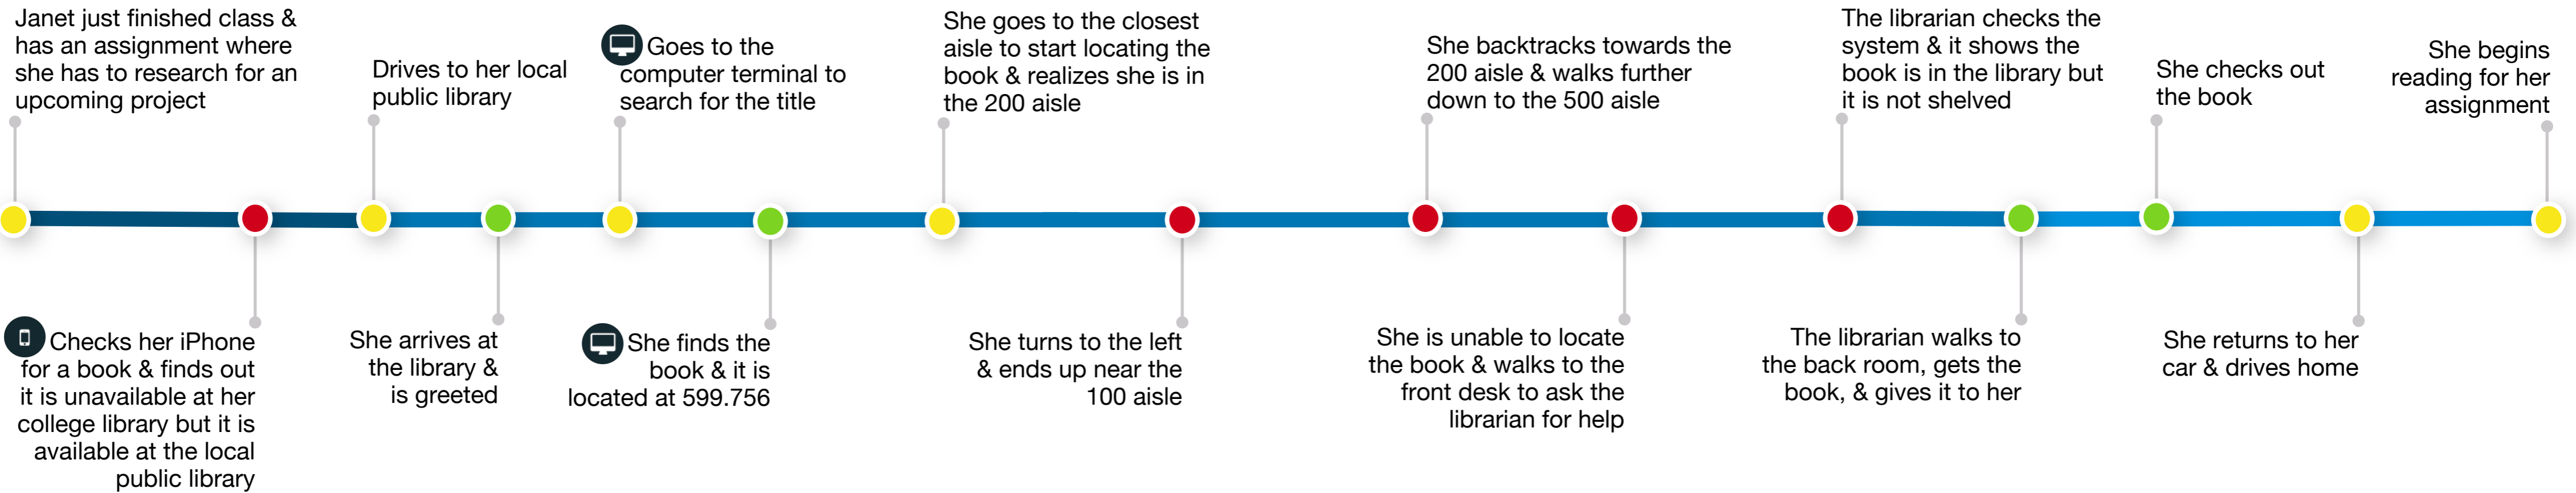 Janet just finished class &
has an assignment where
she has to research for an
upcoming project
Checks her iPhone
for a book & finds out
it is unavailable at her
college library but it is
available at the local
public library
Drives to her local
public library
She arrives at
the library &
is greeted
Goes to the
computer terminal to
search for the title
She finds the
book & it is
located at 599.756
She goes to the closest
aisle to start locating the
book & realizes she is in
the 200 aisle
She turns to the left
& ends up near the
100 aisle
She backtracks towards the
200 aisle & walks further
down to the 500 aisle
She is unable to locate
the book & walks to the
front desk to ask the
librarian for help
The librarian checks the
system & it shows the
book is in the library but
it is not shelved
The librarian walks to
the back room, gets the
book, & gives it to her
She checks out
the book
She returns to her
car & drives home
She begins
reading for her
assignment